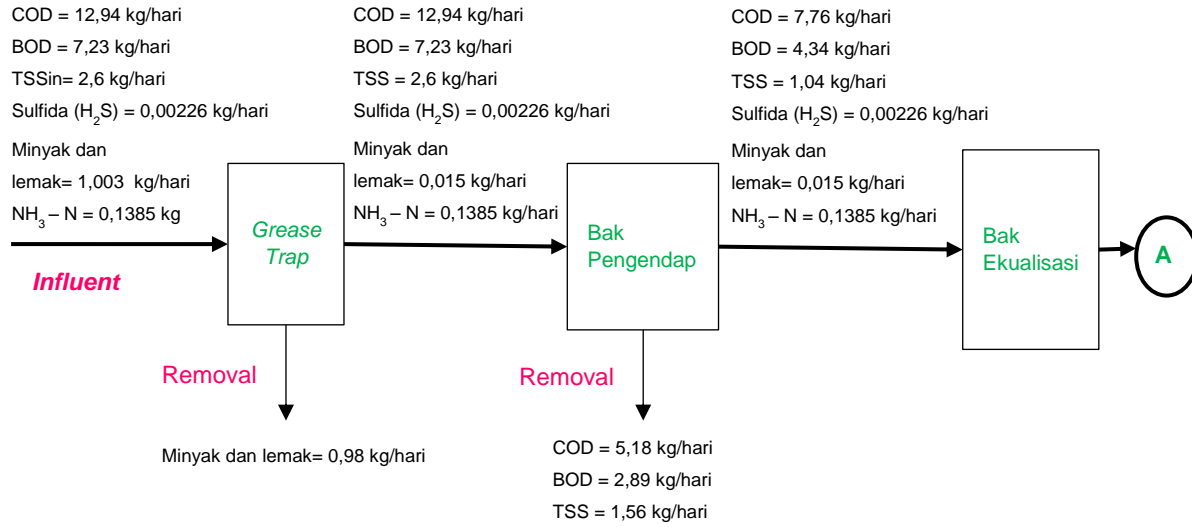 COD = 12,94 kg/hari
BOD = 7,23 kg/hari
TSSin= 2,6 kg/hari
Sulfida (H₂S) = 0,00226 kg/hari
Minyak dan
lemak= 1,003 kg/hari
NH₃ – N = 0,1385 kg
Influent
Grease
Trap
Removal
Minyak dan lemak= 0,98 kg/hari
COD = 12,94 kg/hari
BOD = 7,23 kg/hari
TSS = 2,6 kg/hari
Sulfida (H₂S) = 0,00226 kg/hari
Minyak dan
lemak= 0,015 kg/hari
NH₃ – N = 0,1385 kg/hari
Bak
Pengendap
Removal
COD = 5,18 kg/hari
BOD = 2,89 kg/hari
TSS = 1,56 kg/hari
COD = 7,76 kg/hari
BOD = 4,34 kg/hari
TSS = 1,04 kg/hari
Sulfida (H₂S) = 0,00226 kg/hari
Minyak dan
lemak= 0,015 kg/hari
NH₃ – N = 0,1385 kg/hari
Bak
Ekualisasi
A